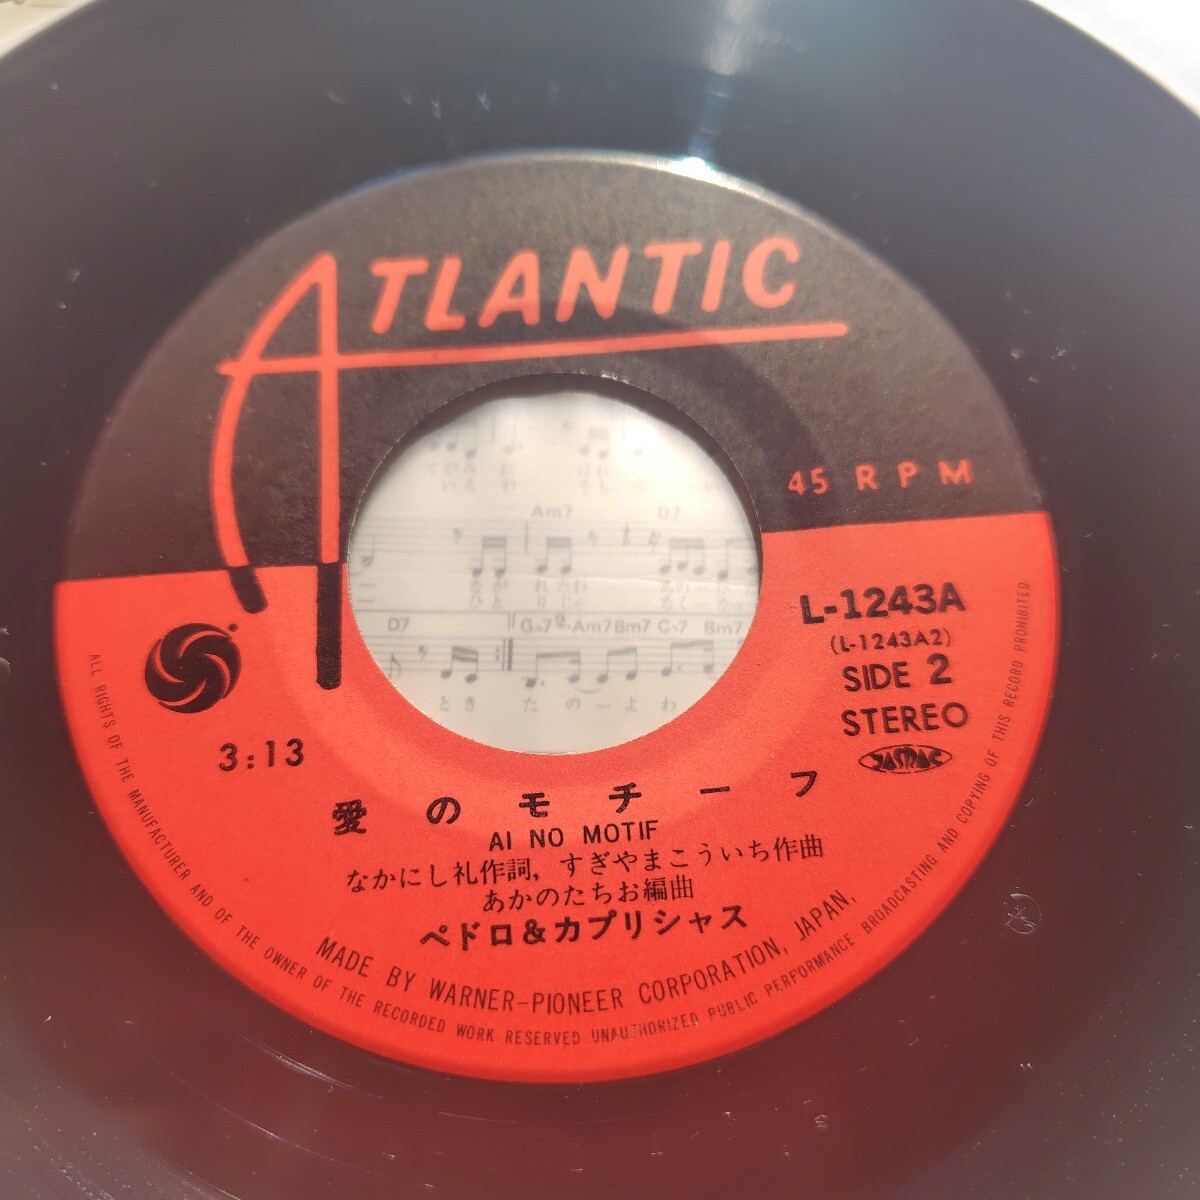 ATLANTIC
45 RPM
Am7 D7
D7
Am7 Bm7 Bm7
とき たのーよわ
L-1243A
(L-1243A2)
SIDE 2
STEREO
JASRAC
3:13
愛のモチーフ
AI NO MOTIF
なかにし礼作詞, すぎやまこういち作曲
あかのたちお編曲
ペドロ&カプリシャス
MADE BY WARNER-PIONEER CORPORATION, JAPAN,
ALL RIGHTS OF THE MANUFACTURER AND OF THE OWNER OF THE RECORDED WORK RESERVED UNAUTHORIZED PUBLIC PERFORMANCE BROADCASTING AND COPYING OF THIS RECORD PROHIBITED